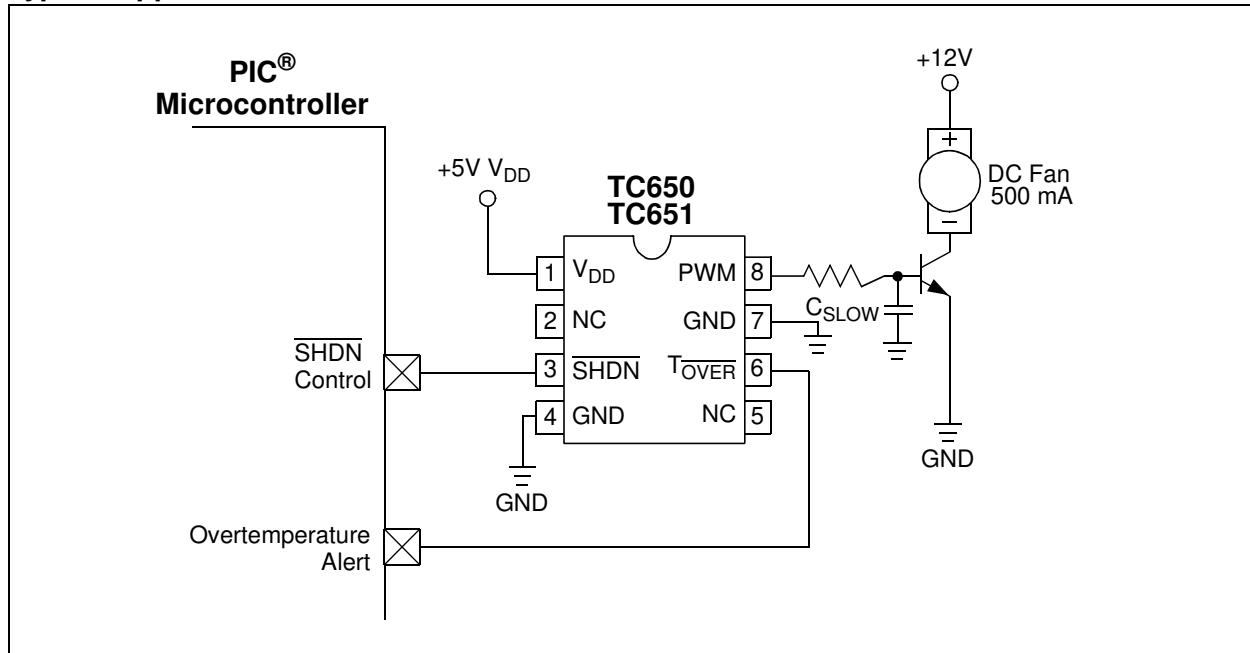 PIC®
Microcontroller
+5V VDD
TC650
TC651
+12V
DC Fan
500 mA
+
−
1 VDD
2 NC
3 SHDN
4 GND
PWM 8
GND 7
TOVER 6
NC 5
CSLOW
SHDN
Control
GND
GND
Overtemperature
Alert